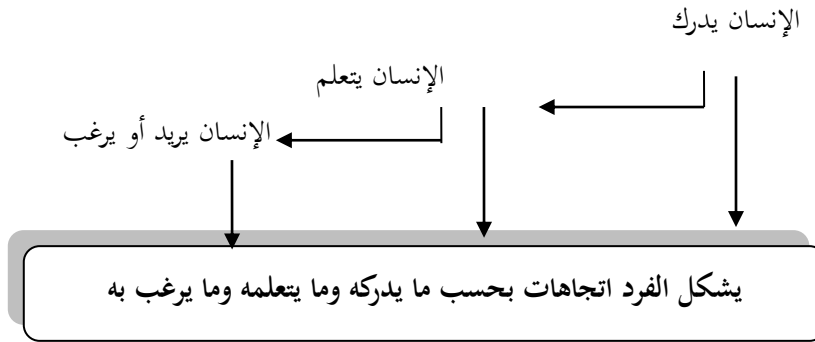 الإنسان يدرك
الإنسان يتعلم
الإنسان يريد أو يرغب
يشكل الفرد اتجاهات بحسب ما يدركه وما يتعلمه وما يرغب به